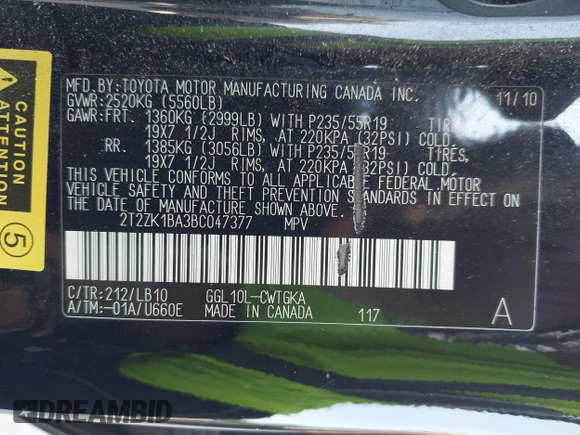 MFD.BY:TOYOTA MOTOR MANUFACTURING CANADA INC.
11/10
GVWR:2520KG (5560LB)
GAWR:FRT. 1360KG (2999LB) WITH P235/55R19 TIRES,
19X7 1/2J RIMS, AT 220KPA (32PSI) COLD
RR. 1385KG (3056LB) WITH P235/55R19 TIRES,
19X7 1/2J RIMS, AT 220KPA (32PSI) COLD.
THIS VEHICLE CONFORMS TO ALL APPLICABLE FEDERAL MOTOR
VEHICLE SAFETY AND THEFT PREVENTION STANDARDS IN EFFECT ON
THE DATE OF MANUFACTURE SHOWN ABOVE.
2T2ZK1BA3BC047377 MPV
C/TR:212/LB10 GGL10L-CWTGKA
A/TM:-01A/U660E MADE IN CANADA 117 A
CAUTION
5
DREAMBID